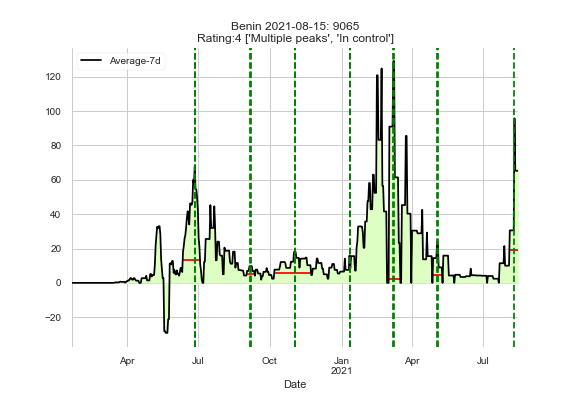 Benin 2021-08-15: 9065
Rating:4 ['Multiple peaks', 'In control']
Average-7d
120
100
80
60
40
20
0
−20
Apr Jul Oct Jan Apr Jul
2021
Date